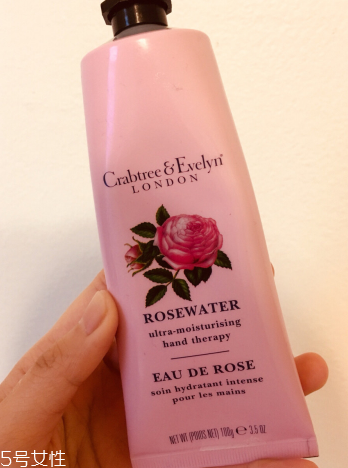 Crabtree & Evelyn®
LONDON
ROSEWATER
ultra-moisturising
hand therapy
EAU DE ROSE
soin hydratant intense
pour les mains
NET WT (POIDS NET) 100g ℮ 3.5 OZ
5号女性